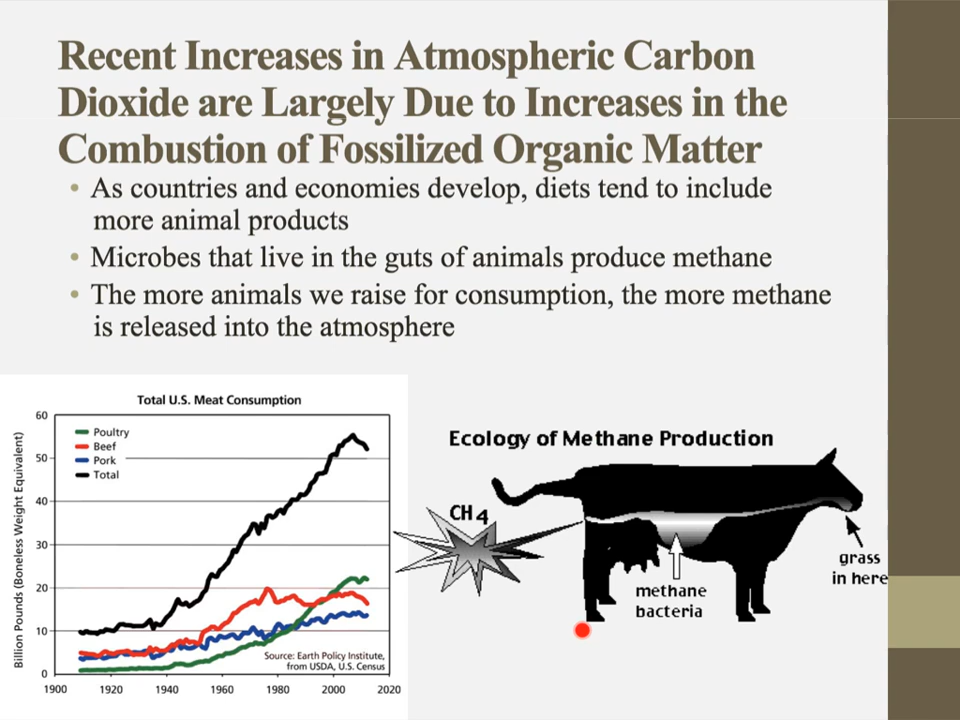 Recent Increases in Atmospheric Carbon
Dioxide are Largely Due to Increases in the
Combustion of Fossilized Organic Matter
• As countries and economies develop, diets tend to include
more animal products
• Microbes that live in the guts of animals produce methane
• The more animals we raise for consumption, the more methane
is released into the atmosphere
Total U.S. Meat Consumption
Billion Pounds (Boneless Weight Equivalent)
60
50
40
30
20
10
0
Poultry
Beef
Pork
Total
Source: Earth Policy Institute,
from USDA, U.S. Census
1900 1920 1940 1960 1980 2000 2020
Ecology of Methane Production
CH4
methane
bacteria
grass
in here